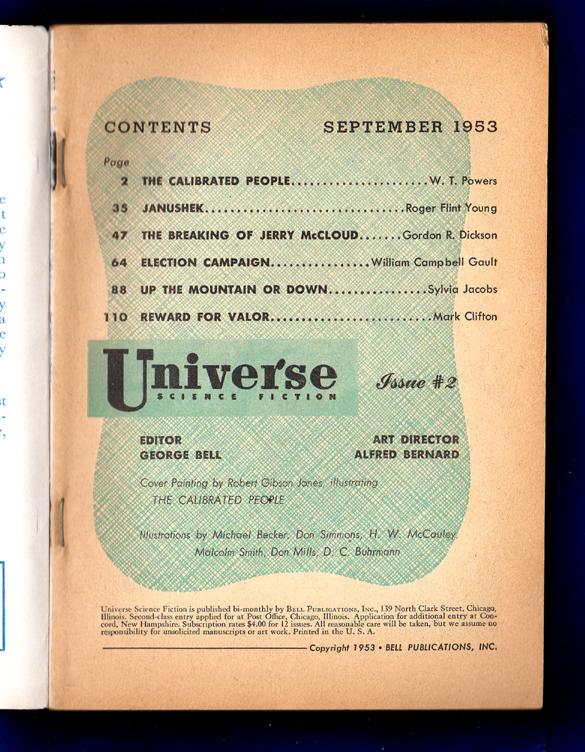 CONTENTS SEPTEMBER 1953
Page
2 THE CALIBRATED PEOPLE......................W. T. Powers
35 JANUSHEK................................Roger Flint Young
47 THE BREAKING OF JERRY McCLOUD.......Gordon R. Dickson
64 ELECTION CAMPAIGN................William Campbell Gault
88 UP THE MOUNTAIN OR DOWN................Sylvia Jacobs
110 REWARD FOR VALOR..........................Mark Clifton
Universe Issue #2
SCIENCE FICTION
EDITOR ART DIRECTOR
GEORGE BELL ALFRED BERNARD
Cover Painting by Robert Gibson Jones, illustrating
THE CALIBRATED PEOPLE
Illustrations by Michael Becker, Don Simmons, H. W. McCauley,
Malcolm Smith, Don Mills, D. C. Buhrmann
Universe Science Fiction is published bi-monthly by BELL PUBLICATIONS, INC., 139 North Clark Street, Chicago,
Illinois. Second-class entry applied for at Post Office, Chicago, Illinois. Application for additional entry at Con-
cord, New Hampshire. Subscription rates $4.00 for 12 issues. All reasonable care will be taken, but we assume no
responsibility for unsolicited manuscripts or art work. Printed in the U. S. A.
Copyright 1953 • BELL PUBLICATIONS, INC.